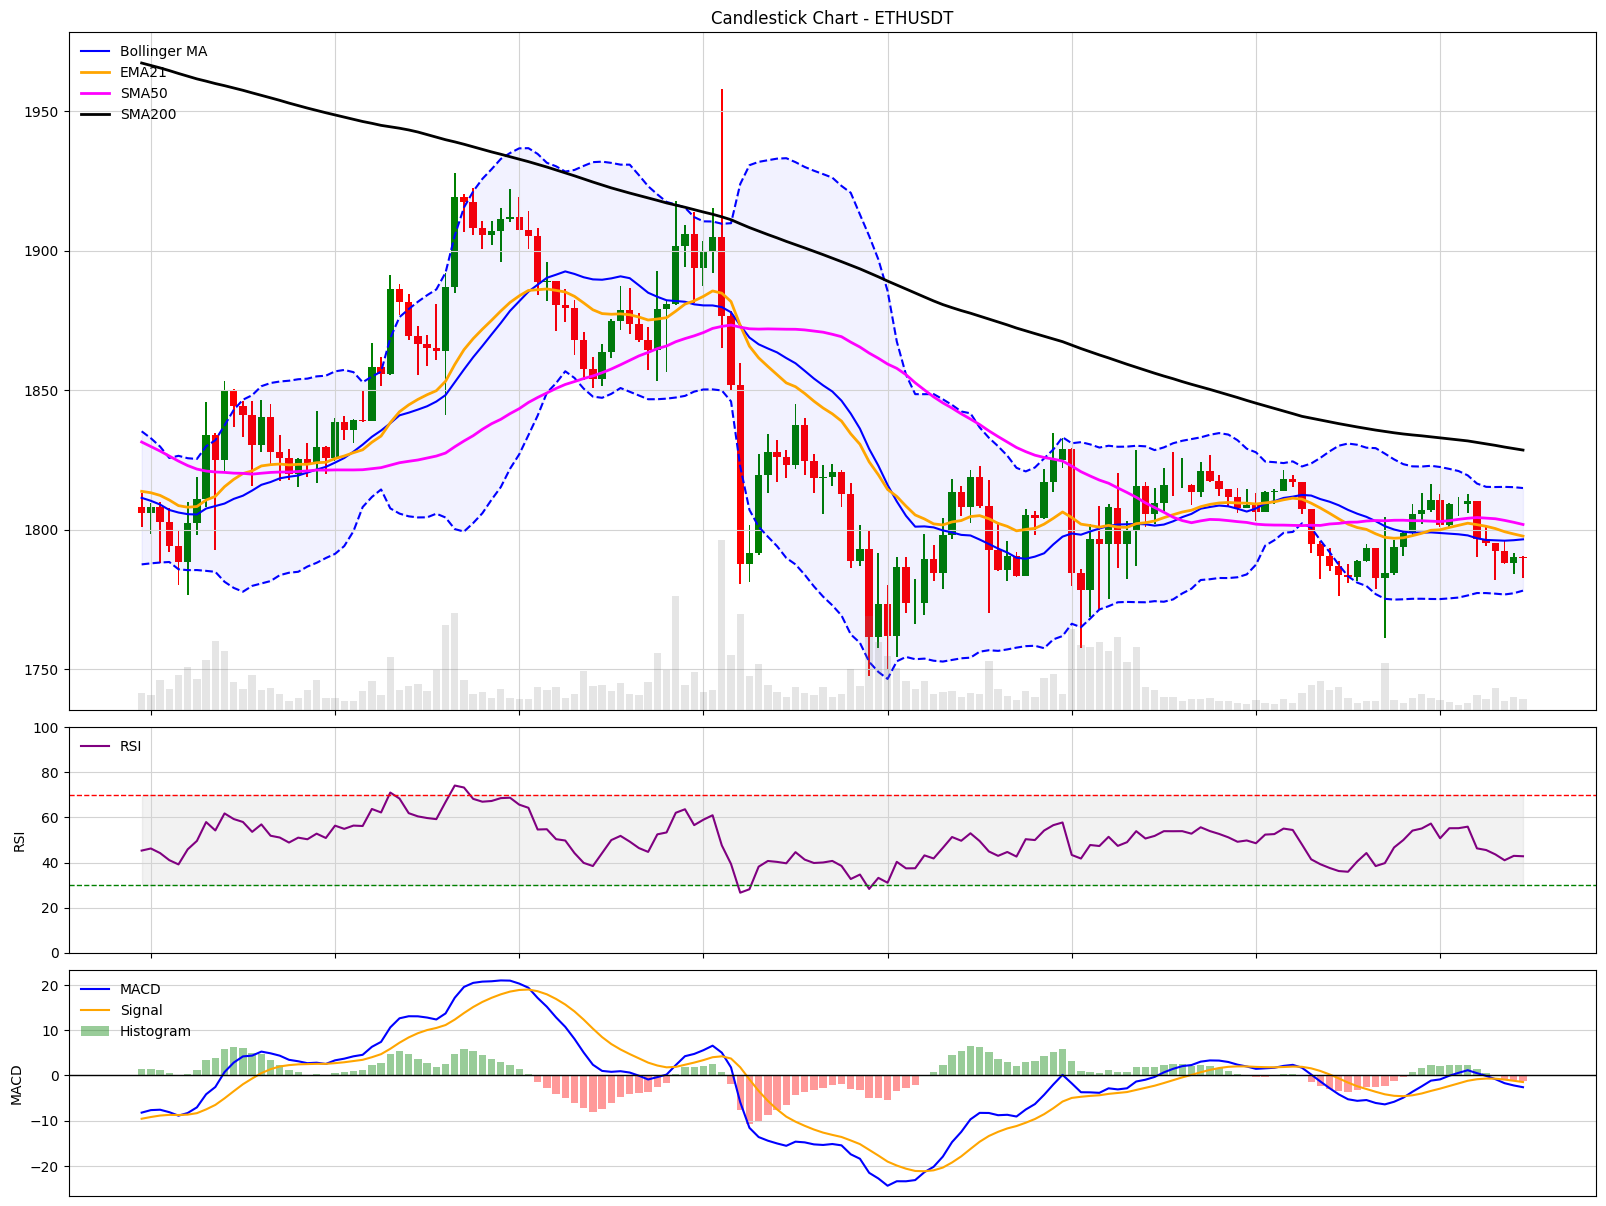 Candlestick Chart - ETHUSDT
Bollinger MA
EMA21
SMA50
SMA200
1950
1900
1850
1800
1750
RSI
100
80
60
40
20
0
RSI
MACD
Signal
Histogram
20
10
0
−10
−20
MACD